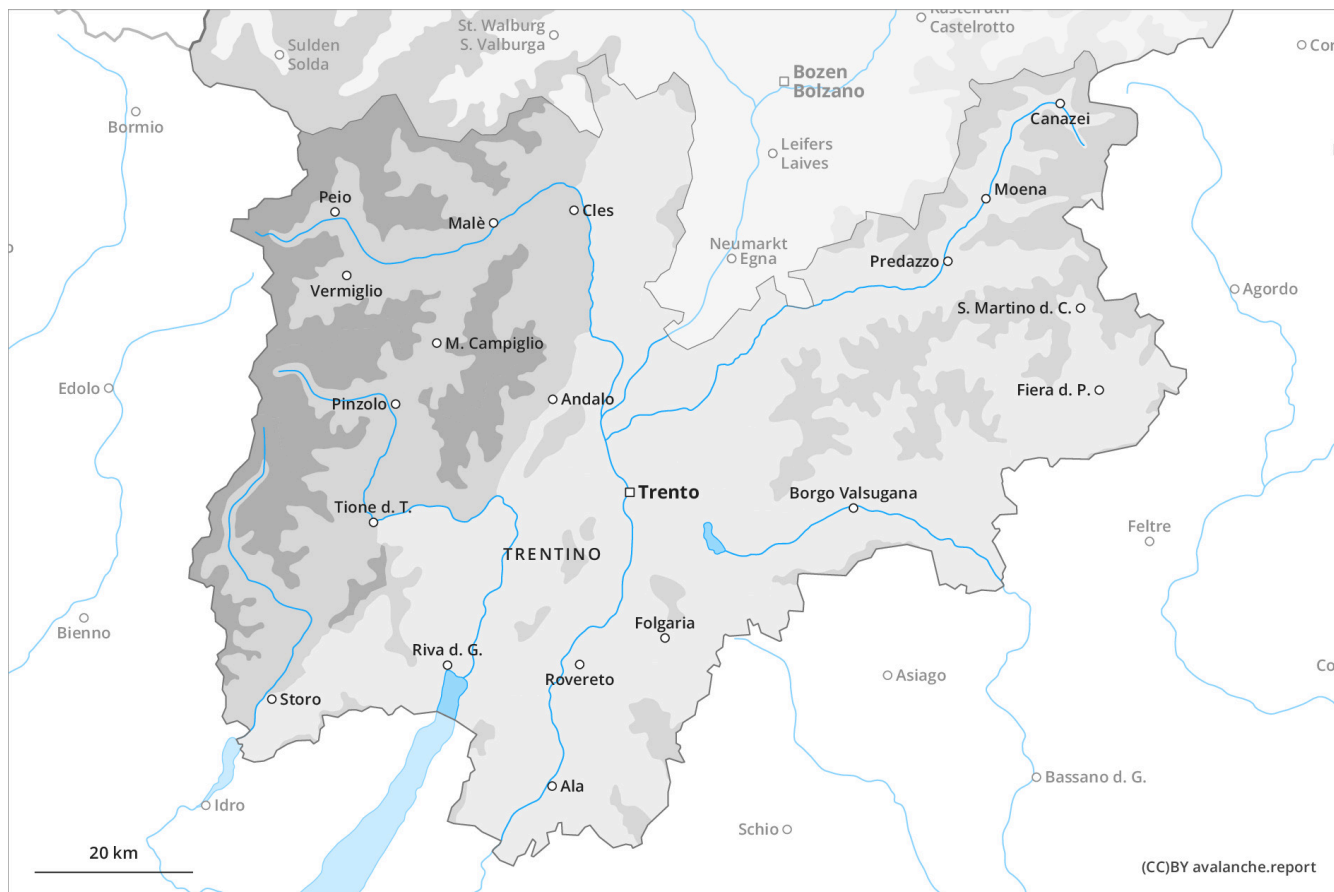 Kastelruth
Castelrotto
St. Walburg
S. Valburga
Sulden
Solda
Bozen
Bolzano
Canazei
Bormio
Leifers
Laives
Moena
Peio
Malè
Cles
Neumarkt
Egna
Predazzo
Vermiglio
Agordo
S. Martino d. C.
M. Campiglio
Edolo
Pinzolo
Andalo
Fiera d. P.
Trento
Borgo Valsugana
Tione d. T.
Feltre
TRENTINO
Bienno
Folgaria
Riva d. G.
Rovereto
Asiago
Storo
Ala
Bassano d. G.
Idro
Schio
20 km
(CC)BY avalanche.report